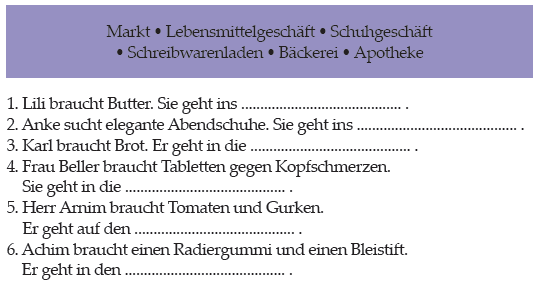 Markt • Lebensmittelgeschäft • Schuhgeschäft
• Schreibwarenladen • Bäckerei • Apotheke
1. Lili braucht Butter. Sie geht ins .......................................... .
2. Anke sucht elegante Abendschuhe. Sie geht ins .......................................... .
3. Karl braucht Brot. Er geht in die .......................................... .
4. Frau Beller braucht Tabletten gegen Kopfschmerzen.
Sie geht in die .......................................... .
5. Herr Arnim braucht Tomaten und Gurken.
Er geht auf den .......................................... .
6. Achim braucht einen Radiergummi und einen Bleistift.
Er geht in den .......................................... .